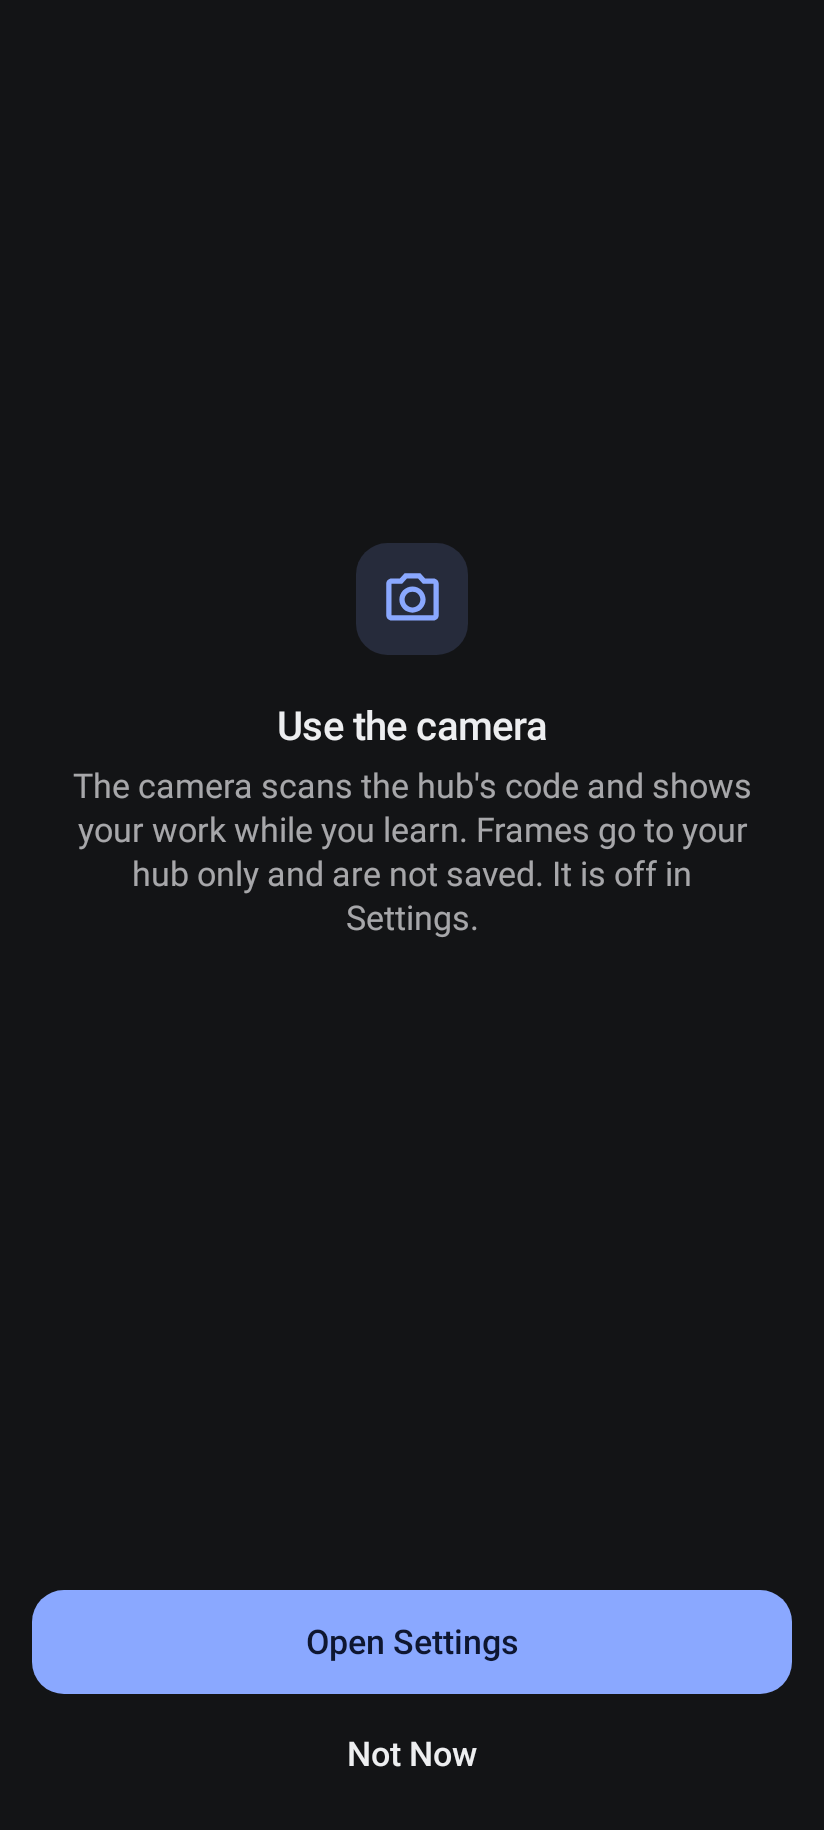 Use the camera
The camera scans the hub's code and shows
your work while you learn. Frames go to your
hub only and are not saved. It is off in
Settings.
Open Settings
Not Now